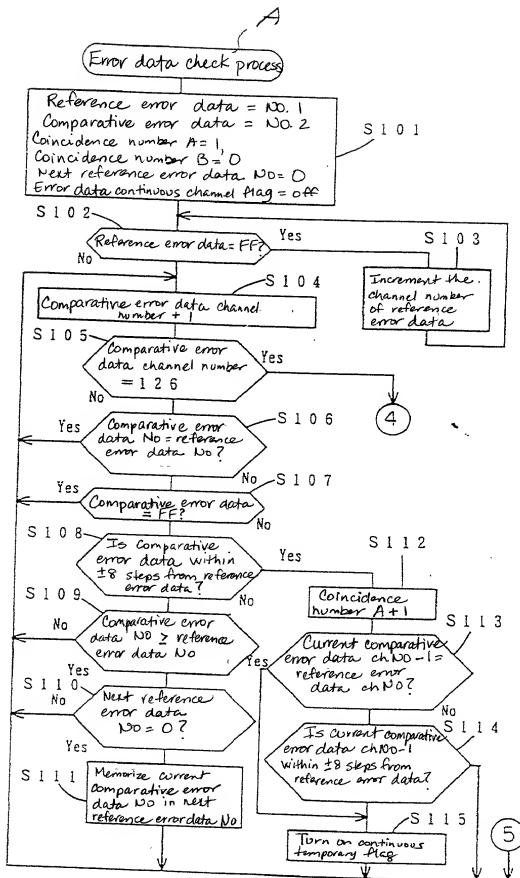 A
Error data check process
Reference error data = NO. 1
Comparative error data = NO. 2
Coincidence number A = 1,
Coincidence number B = 0
Next reference error data NO = 0
Error data continuous channel flag = off
S101
S102
Reference error data = FF?
Yes
No
S103
Increment the
channel number
of reference
error data
S104
Comparative error data channel
number + 1
S105
Comparative error
data channel number
= 126
Yes
No
4
S106
Comparative error
data No = reference
error data No?
Yes
No
S107
Comparative error data
= FF?
Yes
No
S108
Is comparative
error data within
±8 steps from reference
error data?
Yes
No
S112
Coincidence
number A+1
S109
Comparative error
data NO ≥ reference
error data NO
No
Yes
S113
Current comparative
error data chNO-1=
reference error
data chNo?
Yes
No
S110
Next reference
error data
NO = 0?
No
Yes
S114
Is current comparative
error data chNO-1
within ±8 steps from
reference error data?
S111
Memorize current
comparative error
data NO in next
reference error data NO
S115
Turn on continuous
temporary flag
5